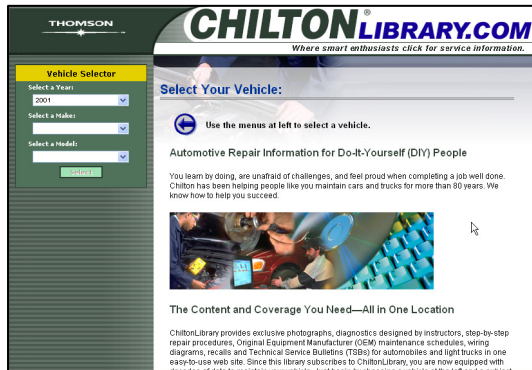 THOMSON
CHILTON®LIBRARY.COM
Where smart enthusiasts click for service information.
Vehicle Selector
Select a Year:
2001
Select a Make:
Select a Model:
Select
Select Your Vehicle:
Use the menus at left to select a vehicle.
Automotive Repair Information for Do-It-Yourself (DIY) People
You learn by doing, are unafraid of challenges, and feel proud when completing a job well done.
Chilton has been helping people like you maintain cars and trucks for more than 80 years. We
know how to help you succeed.
The Content and Coverage You Need—All in One Location
ChiltonLibrary provides exclusive photographs, diagnostics designed by instructors, step-by-step
repair procedures, Original Equipment Manufacturer (OEM) maintenance schedules, wiring
diagrams, recalls and Technical Service Bulletins (TSBs) for automobiles and light trucks in one
easy-to-use web site. Since this library subscribes to ChiltonLibrary, you are now equipped with